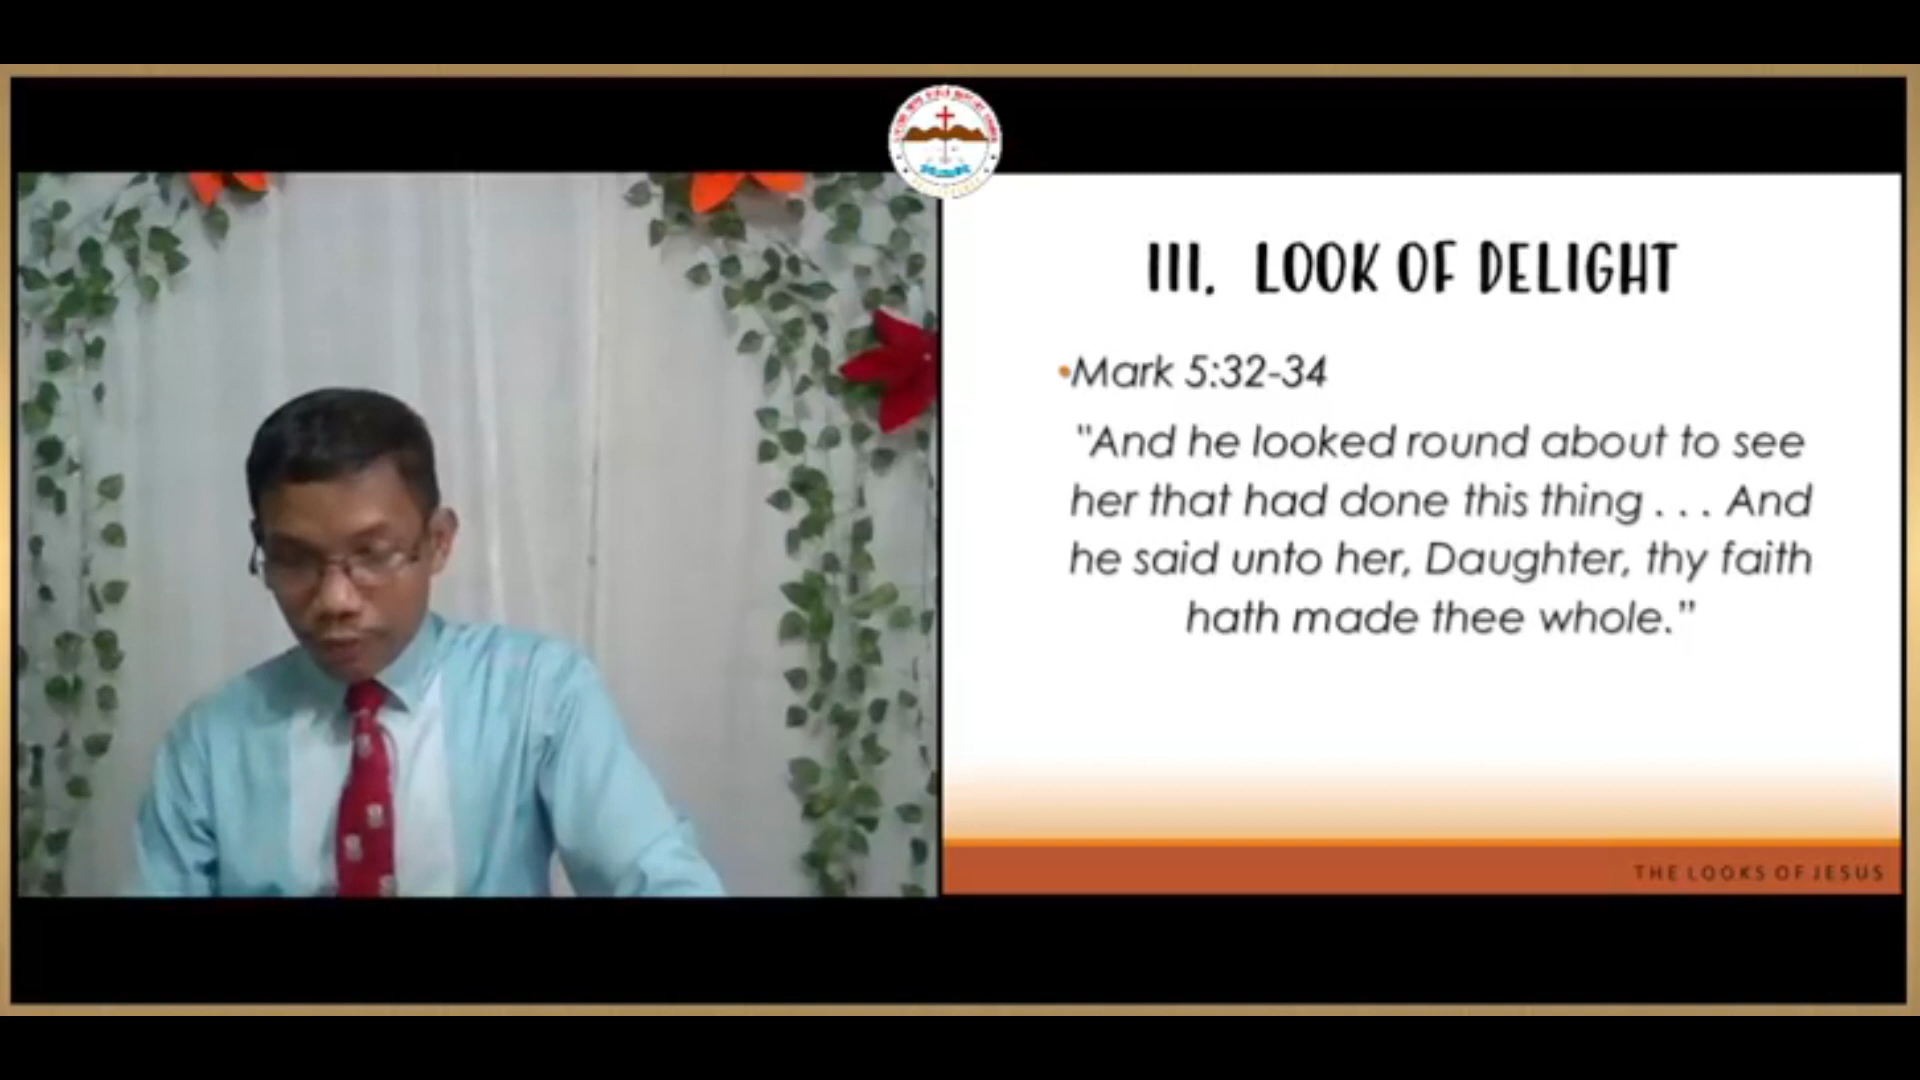 III. LOOK OF DELIGHT
•Mark 5:32-34
"And he looked round about to see
her that had done this thing . . . And
he said unto her, Daughter, thy faith
hath made thee whole.”
THE LOOKS OF JESUS